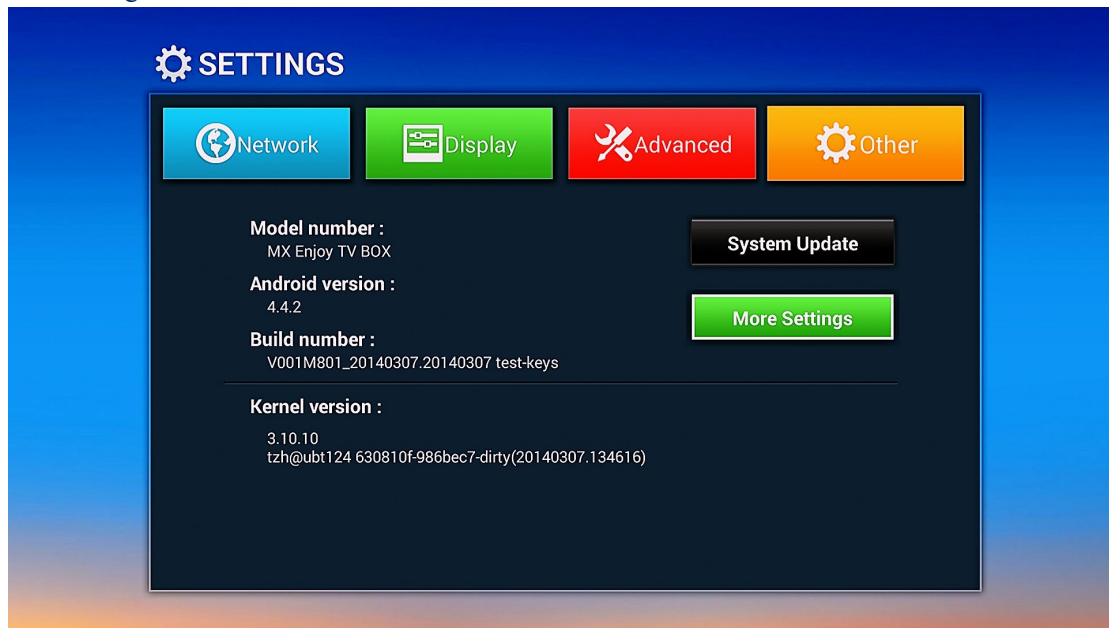 SETTINGS
Network
Display
Advanced
Other
Model number :
MX Enjoy TV BOX
System Update
Android version :
4.4.2
More Settings
Build number :
V001M801_20140307.20140307 test-keys
Kernel version :
3.10.10
tzh@ubt124 630810f-986bec7-dirty(20140307.134616)